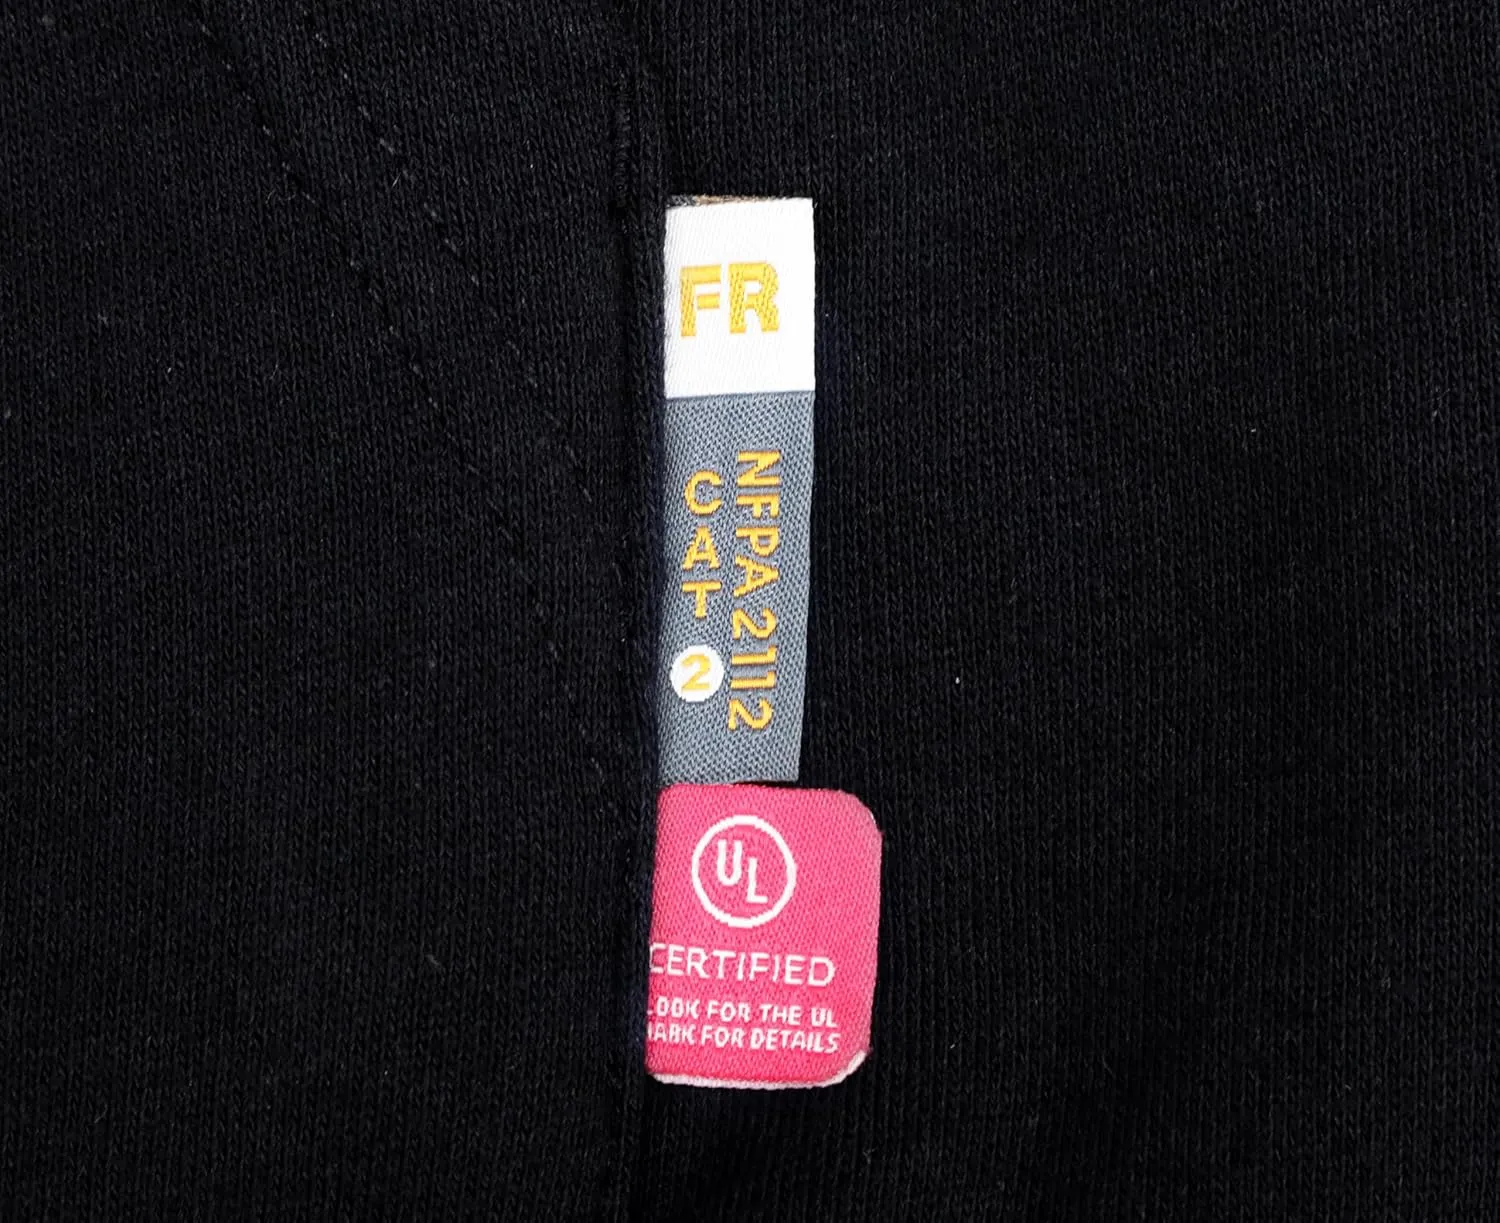 FR
NFPA 2112
CAT 2
UL
CERTIFIED
LOOK FOR THE UL
MARK FOR DETAILS